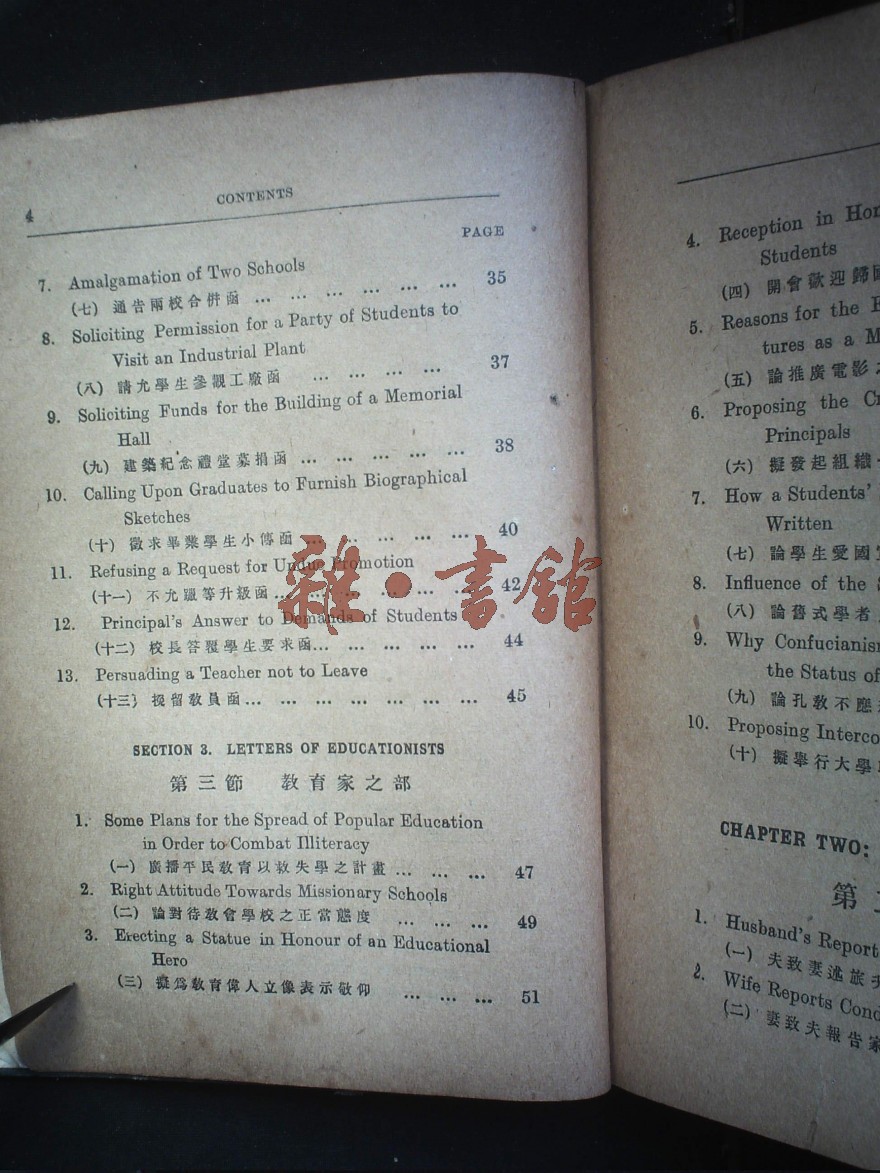 4
CONTENTS
PAGE
7. Amalgamation of Two Schools
(七) 通告兩校合併函 ... ... ... ... ... ... 35
8. Soliciting Permission for a Party of Students to
Visit an Industrial Plant
(八) 請允學生參觀工廠函 ... ... ... ... 37
9. Soliciting Funds for the Building of a Memorial
Hall
(九) 建築紀念禮堂募捐函 ... ... ... ... ... 38
10. Calling Upon Graduates to Furnish Biographical
Sketches
(十) 徵求畢業學生小傳函 ... ... ... ... ... 40
11. Refusing a Request for Undue Promotion
(十一) 不允躐等升級函 ... ... ... ... ... ... 42
12. Principal's Answer to Demands of Students
(十二) 校長答覆學生要求函... ... ... ... ... 44
13. Persuading a Teacher not to Leave
(十三) 挽留敎員函... ... ... ... ... ... ... 45
SECTION 3. LETTERS OF EDUCATIONISTS
第三節 敎育家之部
1. Some Plans for the Spread of Popular Education
in Order to Combat Illiteracy
(一) 廣播平民敎育以救失學之計畫 ... ... ... 47
2. Right Attitude Towards Missionary Schools
(二) 論對待敎會學校之正當態度 ... ... ... 49
3. Erecting a Statue in Honour of an Educational
Hero
(三) 擬爲敎育偉人立像表示敬仰 ... ... ... 51
雜·書館
4. Reception in Hon
Students
(四) 開會歡迎歸國
5. Reasons for the E
tures as a M
(五) 論推廣電影之
6. Proposing the Cr
Principals
(六) 擬發起組織
7. How a Students'
Written
(七) 論學生愛國
8. Influence of the
(八) 論舊式學者
9. Why Confucianism
the Status of
(九) 論孔敎不應
10. Proposing Interco
(十) 擬舉行大學
CHAPTER TWO:
第
1. Husband's Report
(一) 夫致妻述旅
2. Wife Reports Cond
(二) 妻致夫報告家